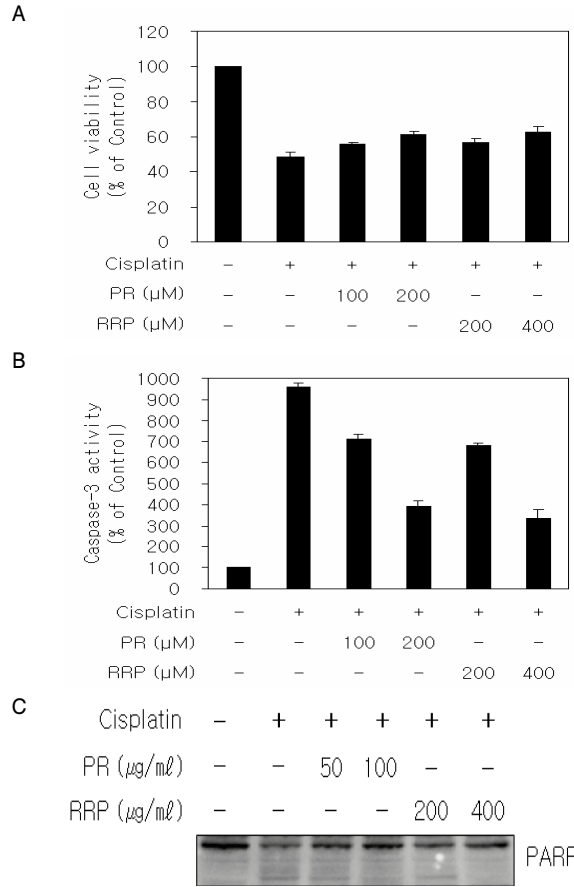 A
Cell viability
(% of Control)
120
100
80
60
40
20
0
Cisplatin – + + + + +
PR (μM) – – 100 200 – –
RRP (μM) – – – – 200 400
B
Caspase-3 activity
(% of Control)
1000
900
800
700
600
500
400
300
200
100
0
Cisplatin – + + + + +
PR (μM) – – 100 200 – –
RRP (μM) – – – – 200 400
C
Cisplatin – + + + + +
PR (μg/mℓ) – – 50 100 – –
RRP (μg/mℓ) – – – – 200 400
PARP